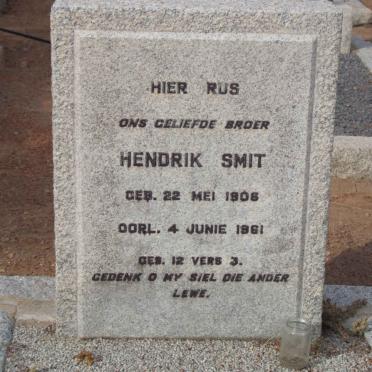 HIER RUS
ONS GELIEFDE BROER
HENDRIK SMIT
GEB. 22 MEI 1906
OORL. 4 JUNIE 1961
GES. 12 VERS 3.
GEDENK O MY SIEL DIE ANDER
LEWE.